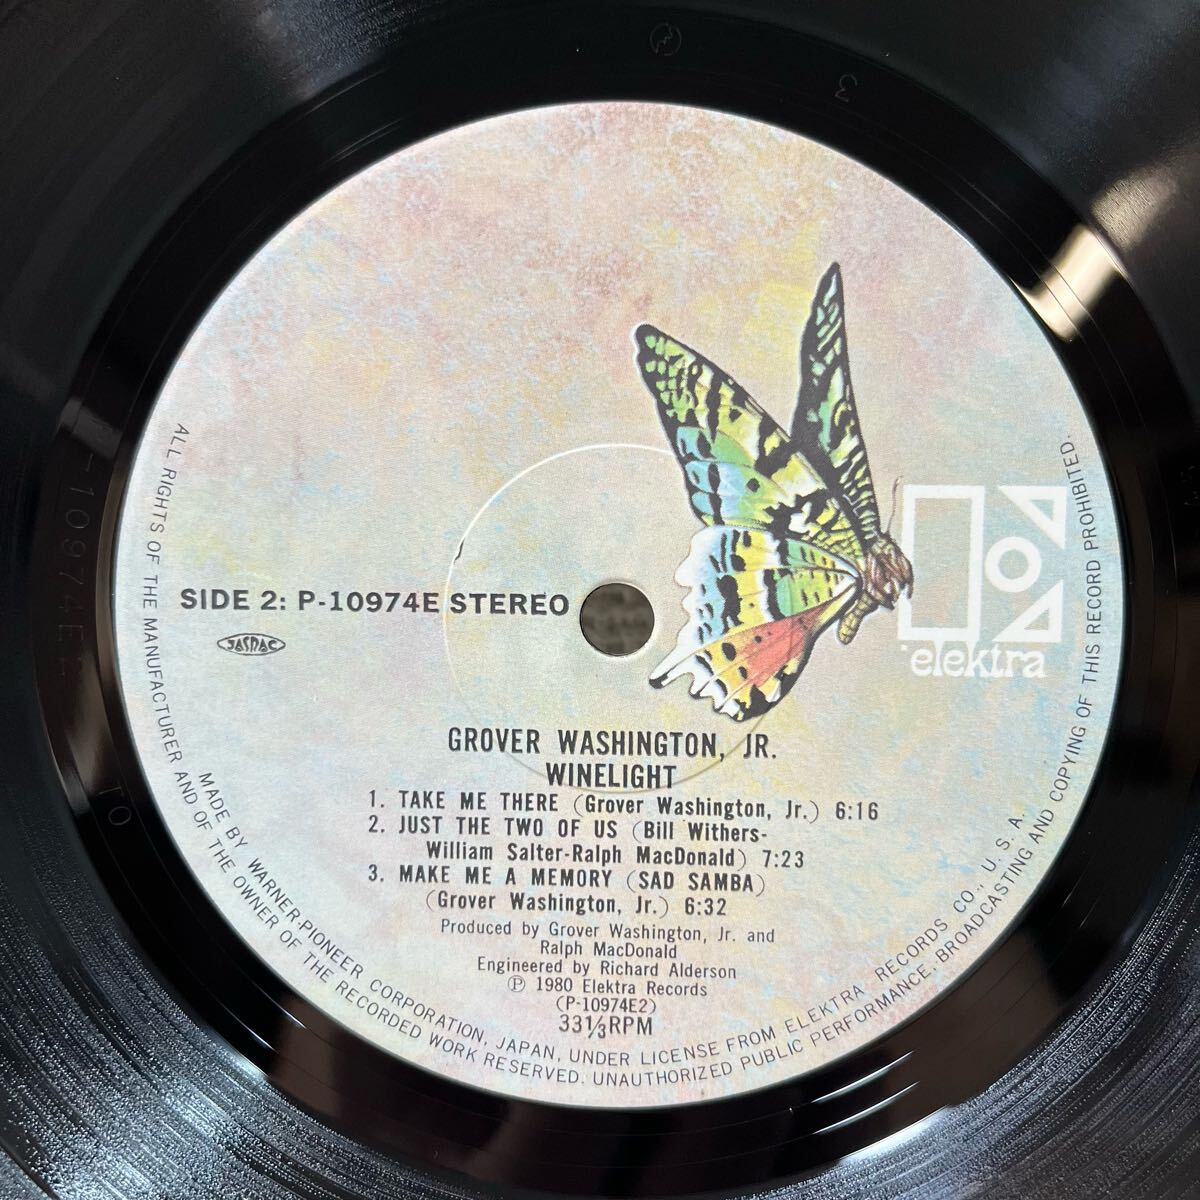 SIDE 2: P-10974E STEREO
JASRAC
elektra
GROVER WASHINGTON, JR.
WINELIGHT
1. TAKE ME THERE (Grover Washington, Jr.) 6:16
2. JUST THE TWO OF US (Bill Withers-
William Salter-Ralph MacDonald) 7:23
3. MAKE ME A MEMORY (SAD SAMBA)
(Grover Washington, Jr.) 6:32
Produced by Grover Washington, Jr. and
Ralph MacDonald
Engineered by Richard Alderson
Ⓟ 1980 Elektra Records
(P-10974E2)
33⅓RPM
MADE BY WARNER-PIONEER CORPORATION, JAPAN, UNDER LICENSE FROM ELEKTRA RECORDS CO., U. S. A.
ALL RIGHTS OF THE MANUFACTURER AND OF THE OWNER OF THE RECORDED WORK RESERVED. UNAUTHORIZED PUBLIC PERFORMANCE, BROADCASTING AND COPYING OF THIS RECORD PROHIBITED.
-10974E2
3